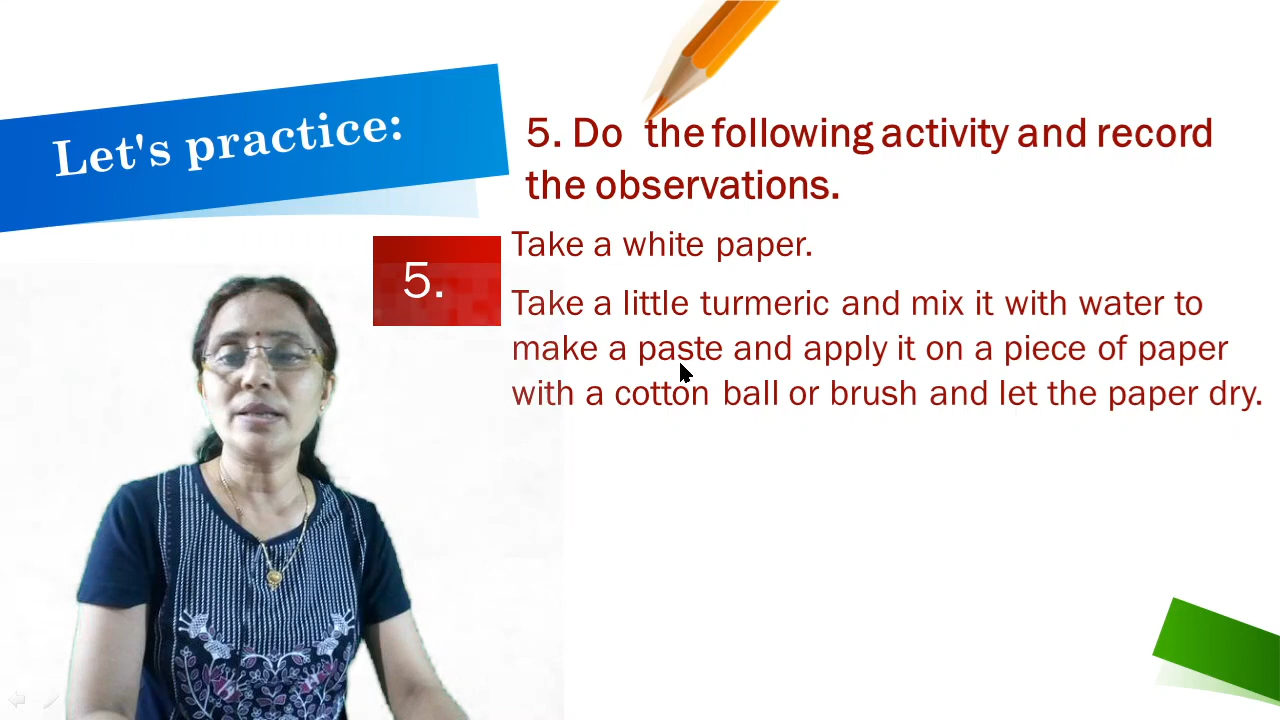 Let's practice:
5. Do the following activity and record
the observations.
5.
Take a white paper.
Take a little turmeric and mix it with water to
make a paste and apply it on a piece of paper
with a cotton ball or brush and let the paper dry.